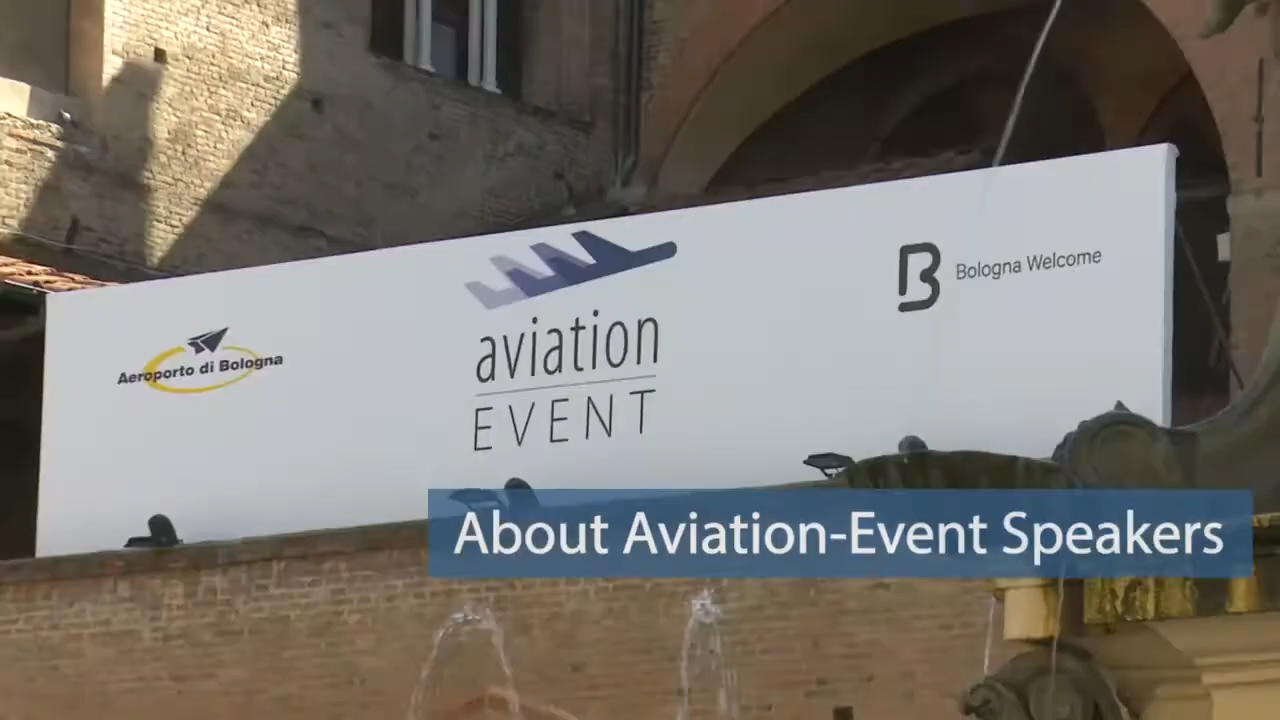 Aeroporto di Bologna
aviation
EVENT
B Bologna Welcome
About Aviation-Event Speakers